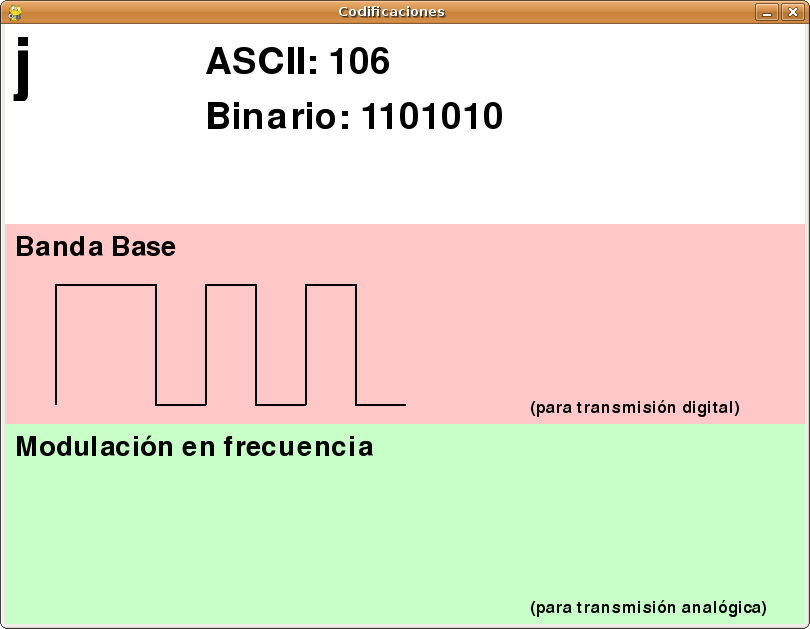 Codificaciones
j
ASCII: 106
Binario: 1101010
Banda Base
(para transmisión digital)
Modulación en frecuencia
(para transmisión analógica)